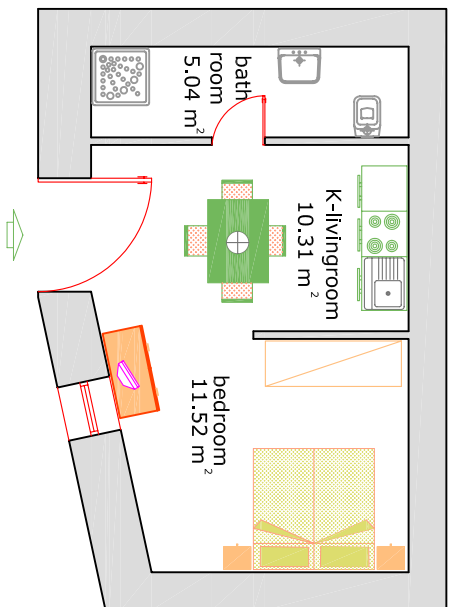 bath
room
5.04 m²
K-livingroom
10.31 m²
bedroom
11.52 m²